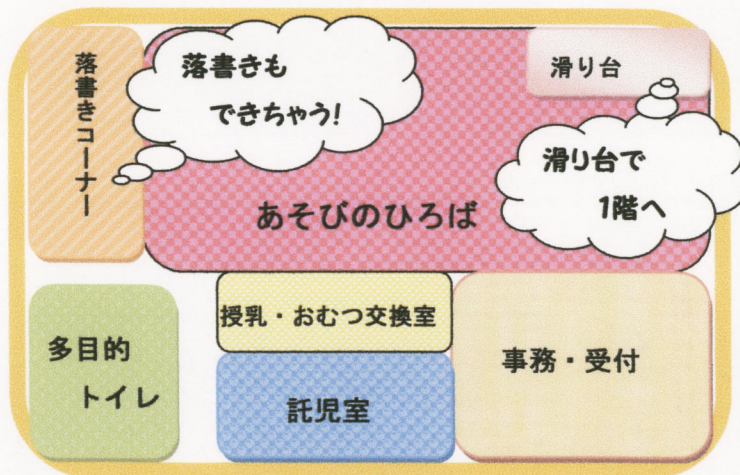 落書きコーナー
落書きも
できちゃう!
滑り台
滑り台で
1階へ
あそびのひろば
多目的
トイレ
授乳・おむつ交換室
託児室
事務・受付